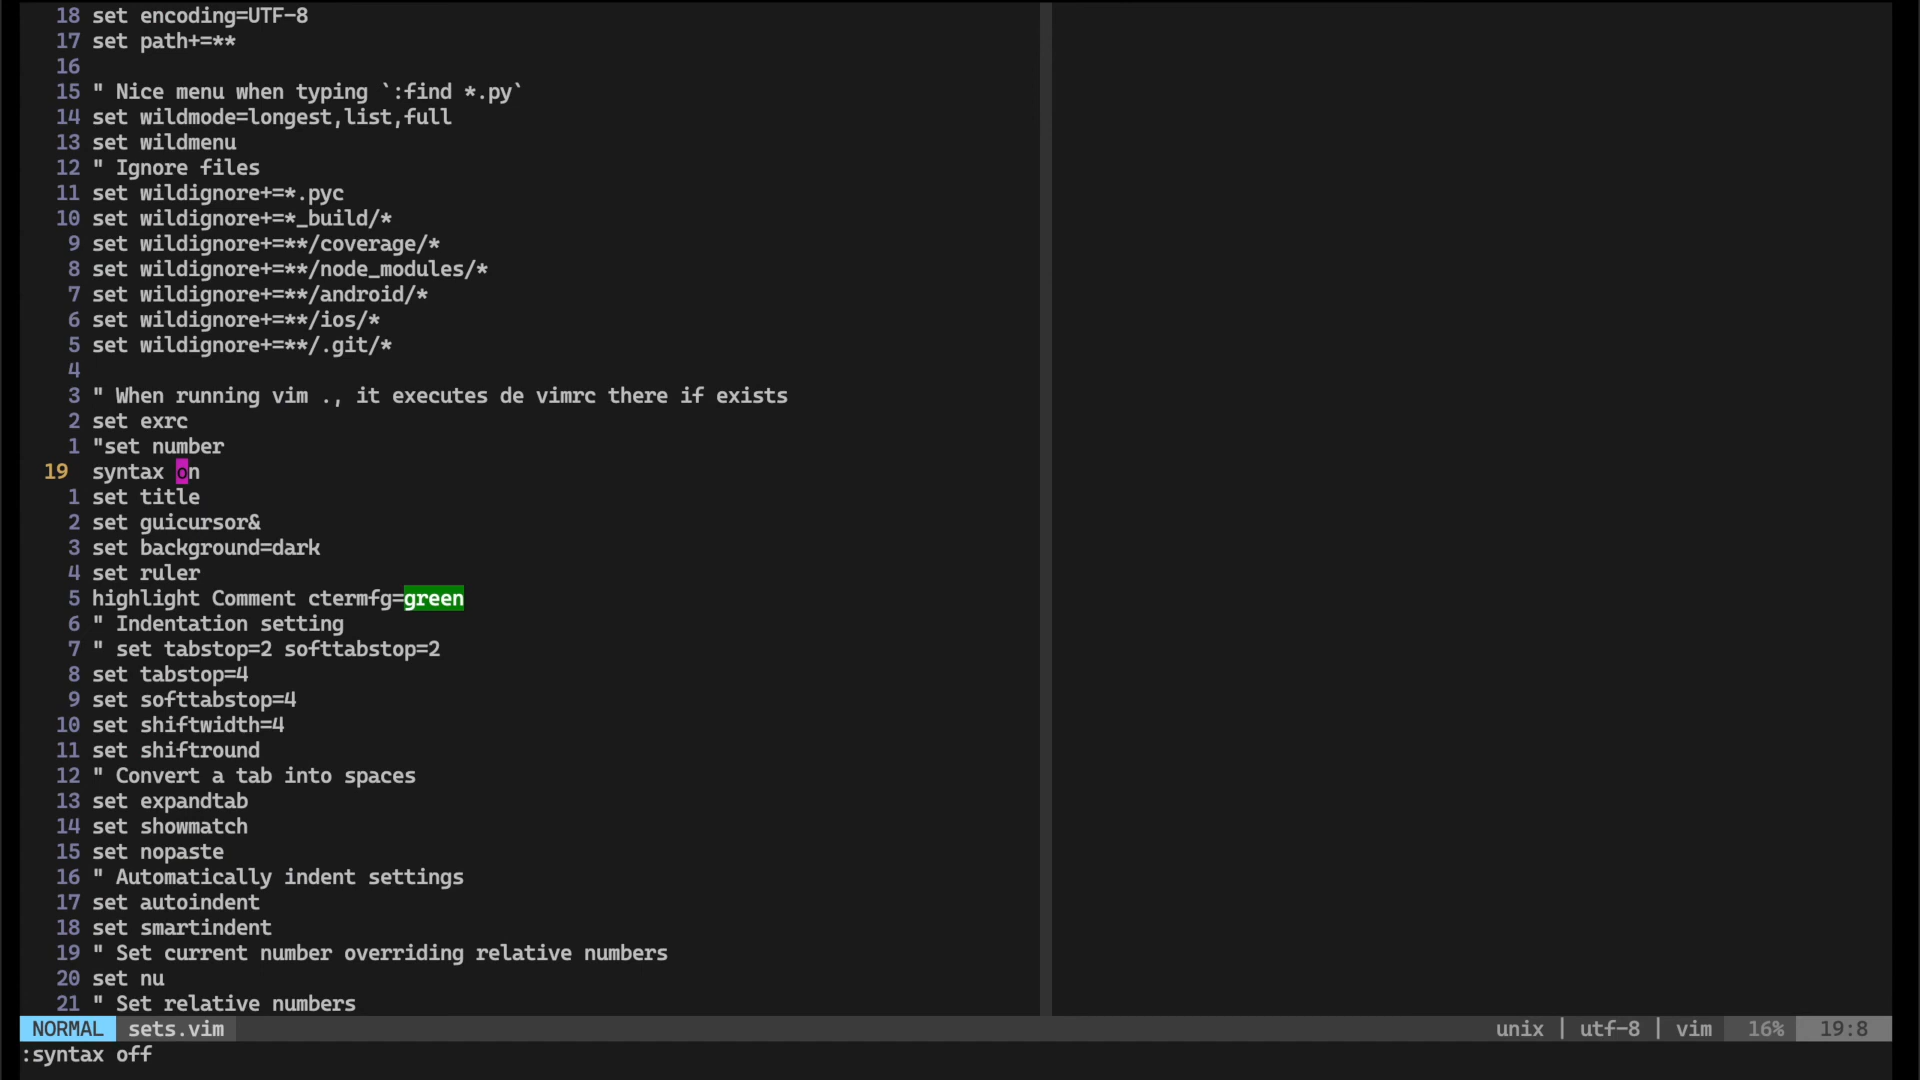 18 set encoding=UTF-8
17 set path+=**
16
15 " Nice menu when typing `:find *.py`
14 set wildmode=longest,list,full
13 set wildmenu
12 " Ignore files
11 set wildignore+=*.pyc
10 set wildignore+=*_build/*
9 set wildignore+=**/coverage/*
8 set wildignore+=**/node_modules/*
7 set wildignore+=**/android/*
6 set wildignore+=**/ios/*
5 set wildignore+=**/.git/*
4
3 " When running vim ., it executes de vimrc there if exists
2 set exrc
1 "set number
19 syntax on
1 set title
2 set guicursor&
3 set background=dark
4 set ruler
5 highlight Comment ctermfg=green
6 " Indentation setting
7 " set tabstop=2 softtabstop=2
8 set tabstop=4
9 set softtabstop=4
10 set shiftwidth=4
11 set shiftround
12 " Convert a tab into spaces
13 set expandtab
14 set showmatch
15 set nopaste
16 " Automatically indent settings
17 set autoindent
18 set smartindent
19 " Set current number overriding relative numbers
20 set nu
21 " Set relative numbers
NORMAL sets.vim unix | utf-8 | vim 16% 19:8
:syntax off